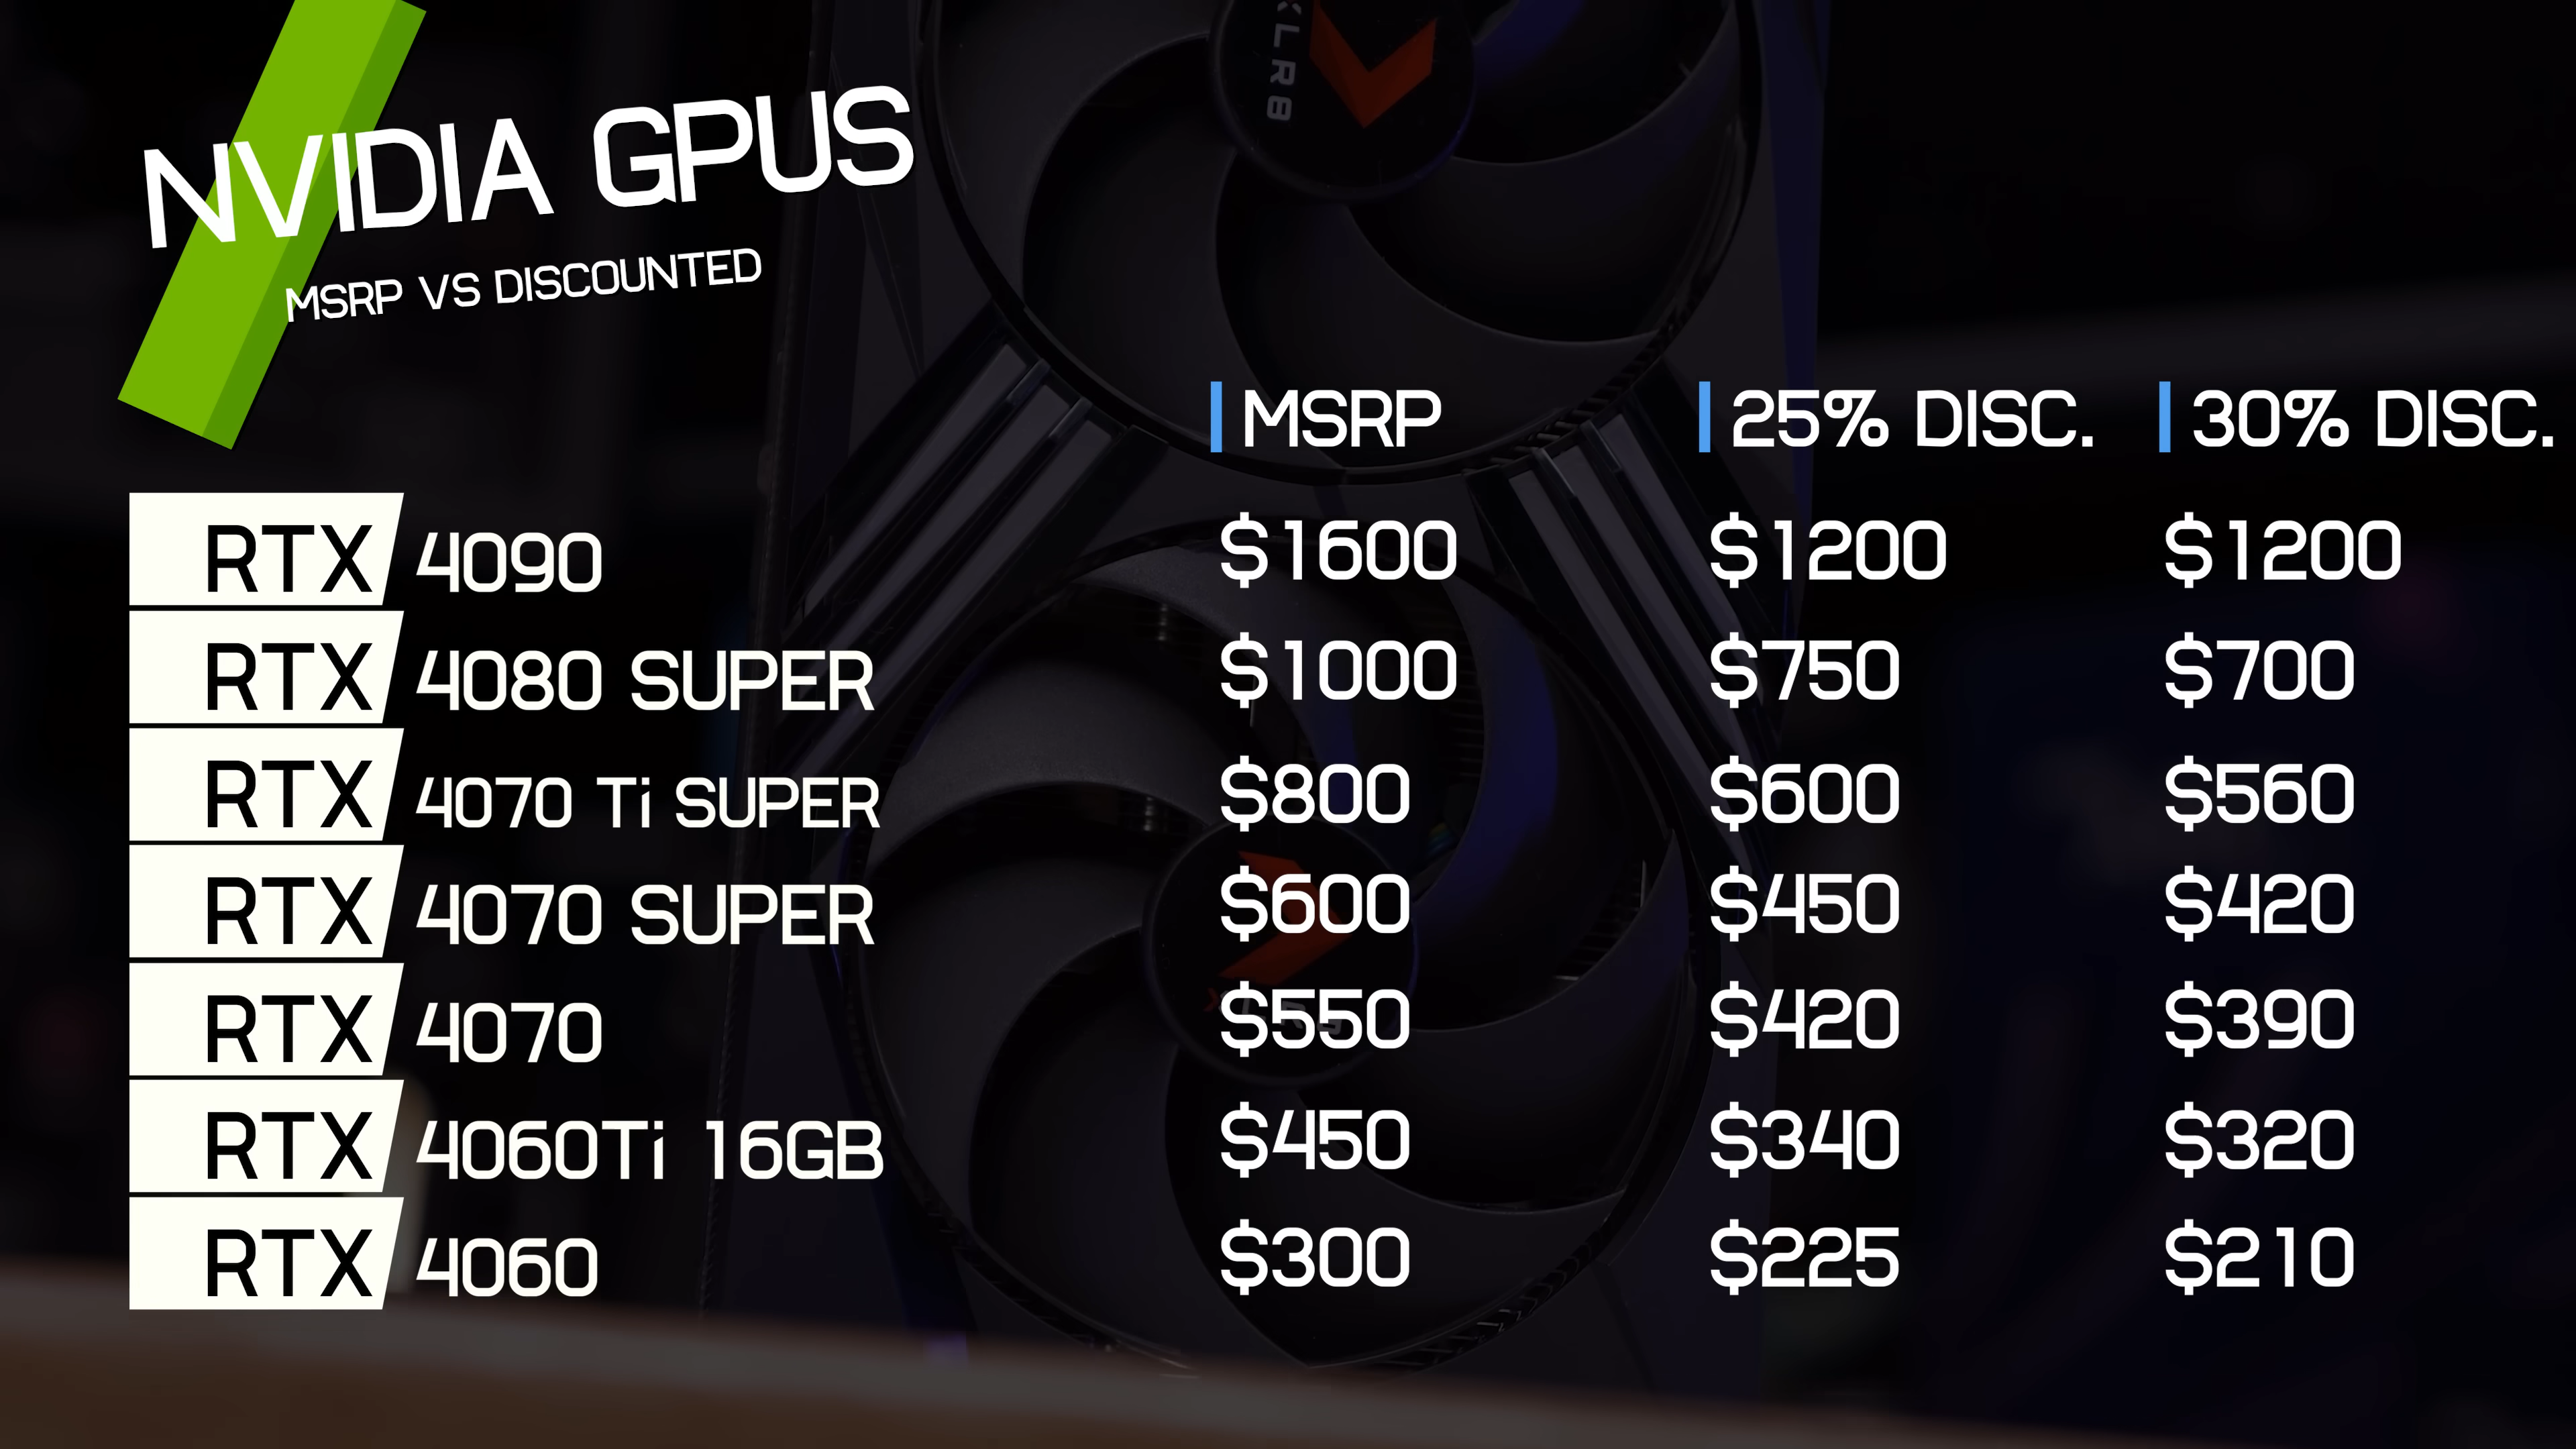 XLR8
NVIDIA GPUS
MSRP VS DISCOUNTED
MSRP 25% DISC. 30% DISC.
RTX 4090 $1600 $1200 $1200
RTX 4080 SUPER $1000 $750 $700
RTX 4070 Ti SUPER $800 $600 $560
RTX 4070 SUPER $600 $450 $420
RTX 4070 $550 $420 $390
RTX 4060Ti 16GB $450 $340 $320
RTX 4060 $300 $225 $210